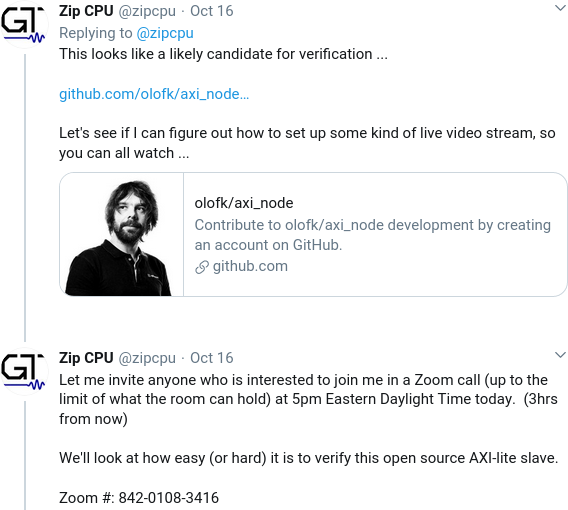 GT
Zip CPU @zipcpu · Oct 16
Replying to @zipcpu
This looks like a likely candidate for verification ...
github.com/olofk/axi_node…
Let's see if I can figure out how to set up some kind of live video stream, so
you can all watch ...
olofk/axi_node
Contribute to olofk/axi_node development by creating
an account on GitHub.
github.com
GT
Zip CPU @zipcpu · Oct 16
Let me invite anyone who is interested to join me in a Zoom call (up to the
limit of what the room can hold) at 5pm Eastern Daylight Time today.  (3hrs
from now)
We'll look at how easy (or hard) it is to verify this open source AXI-lite slave.
Zoom #: 842-0108-3416